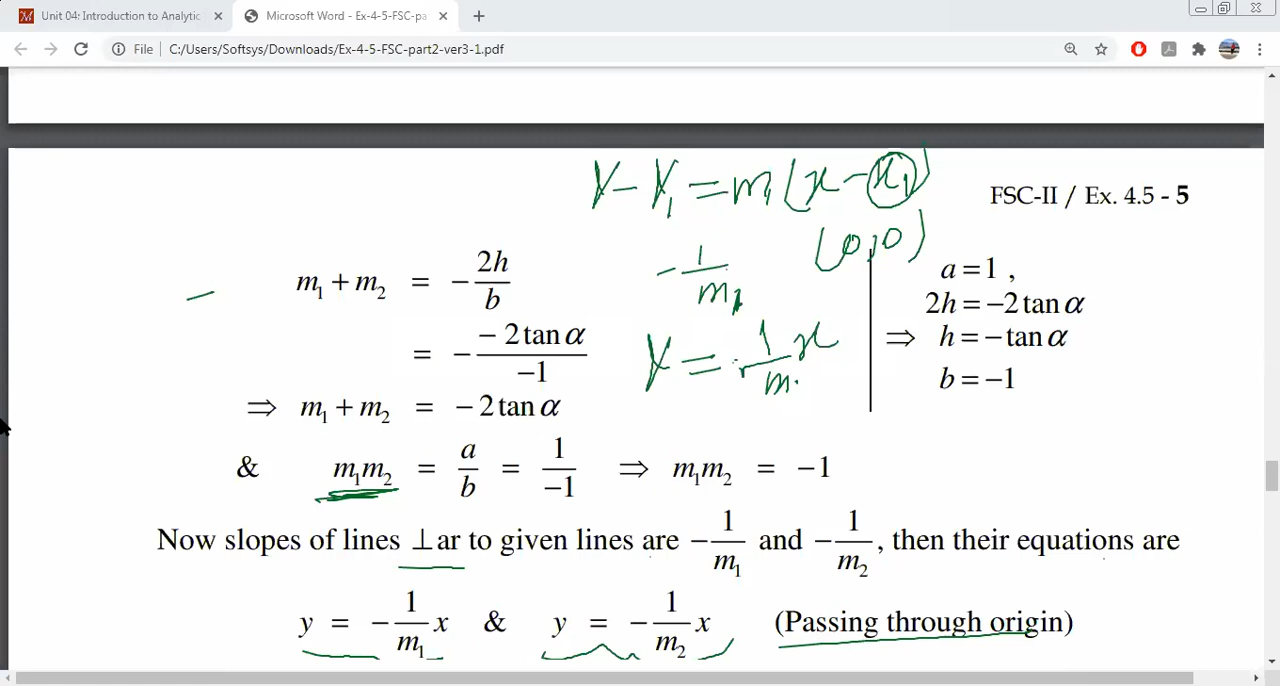 Unit 04: Introduction to Analytic
Microsoft Word - Ex-4-5-FSC-pa
File C:/Users/Softsys/Downloads/Ex-4-5-FSC-part2-ver3-1.pdf
y - y₁ = m(x - x₁)
FSC-II / Ex. 4.5 - 5
(0,0)
m₁ + m₂ = -2h/b
-1/m₁
a = 1 ,
2h = -2 tan α
= - -2 tan α/-1
y = -1/m x
⇒ h = - tan α
b = -1
⇒ m₁ + m₂ = -2 tan α
& m₁m₂ = a/b = 1/-1 ⇒ m₁m₂ = -1
Now slopes of lines ⊥ar to given lines are -1/m₁ and -1/m₂, then their equations are
y = -1/m₁ x & y = -1/m₂ x (Passing through origin)